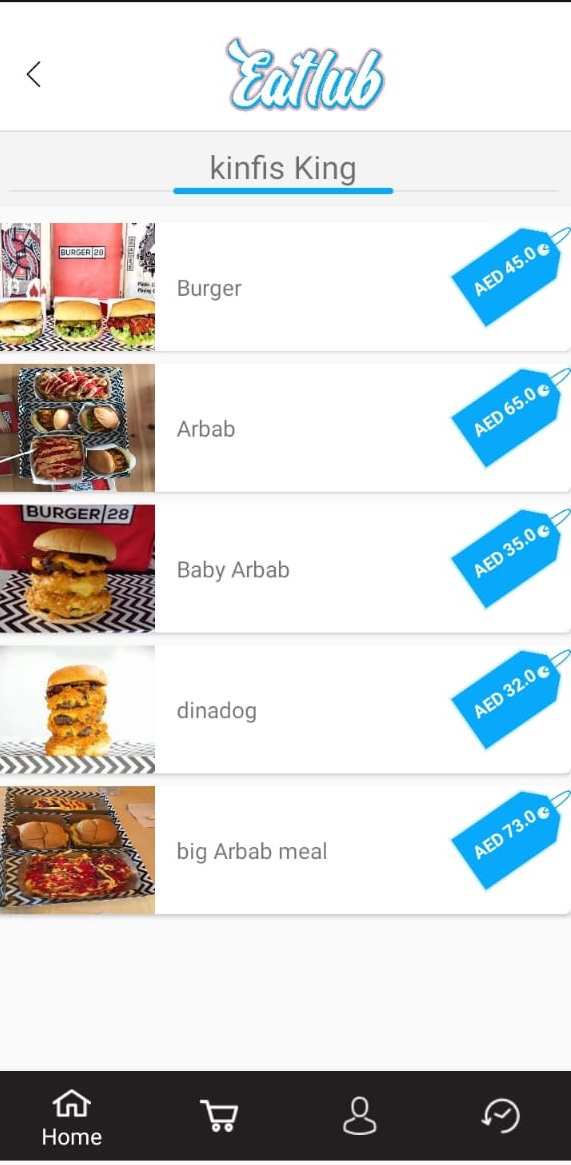 Eatlub
kinfis King
BURGER 28
Burger
AED 45.0
Arbab
AED 65.0
BURGER 28
Baby Arbab
AED 35.0
dinadog
AED 32.0
big Arbab meal
AED 73.0
Home